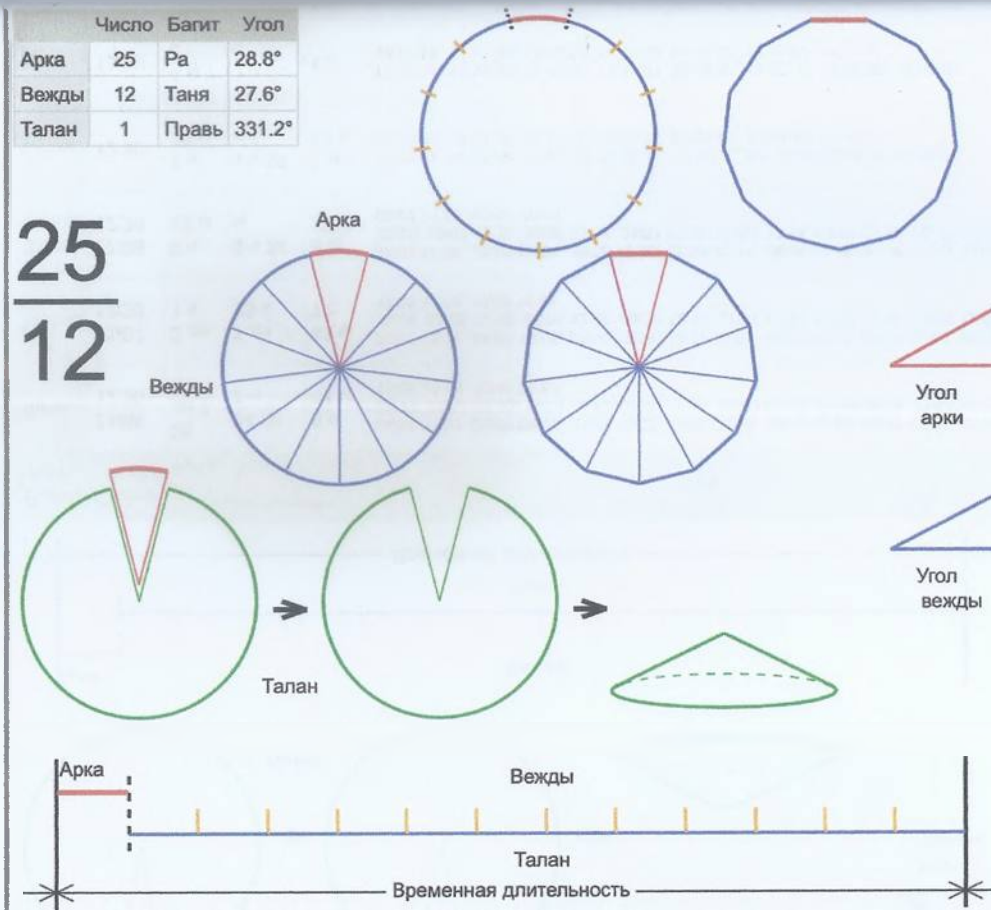 Число Багит Угол
Арка 25 Ра 28.8°
Вежды 12 Таня 27.6°
Талан 1 Правь 331.2°
25
12
Арка
Вежды
Угол
арки
Угол
вежды
Талан
Арка
Вежды
Талан
Временная длительность